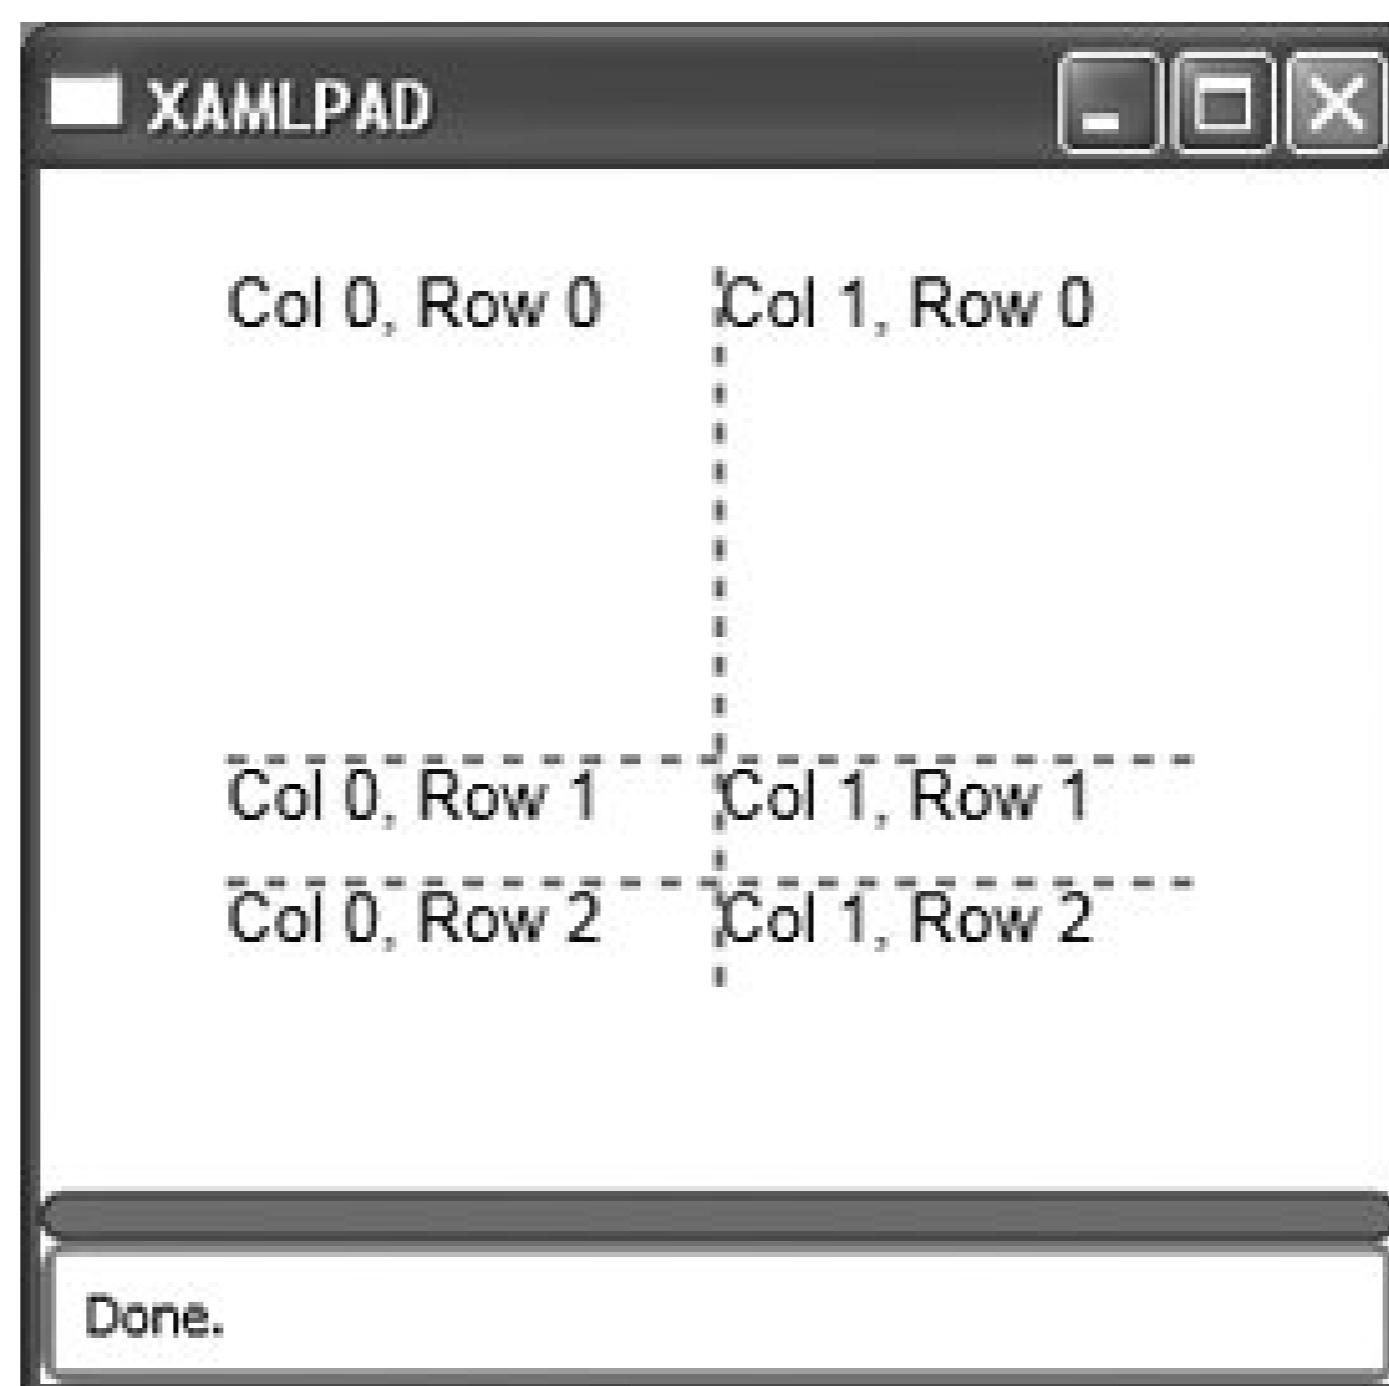 XAMLPAD
Col 0, Row 0 Col 1, Row 0
Col 0, Row 1 Col 1, Row 1
Col 0, Row 2 Col 1, Row 2
Done.